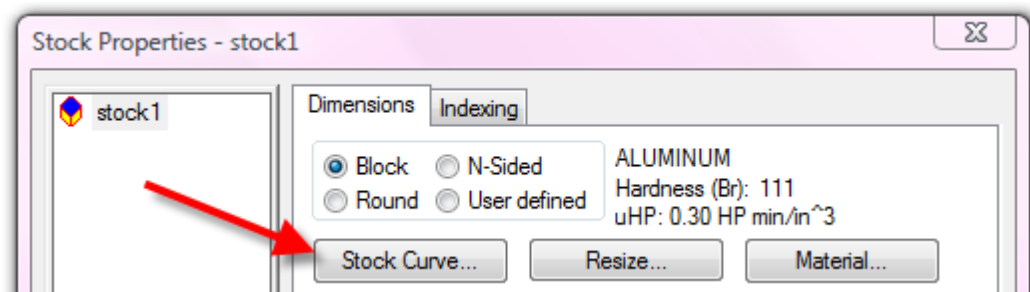 Stock Properties - stock1
stock1
Dimensions Indexing
Block N-Sided
Round User defined
ALUMINUM
Hardness (Br): 111
uHP: 0.30 HP min/in^3
Stock Curve... Resize... Material...